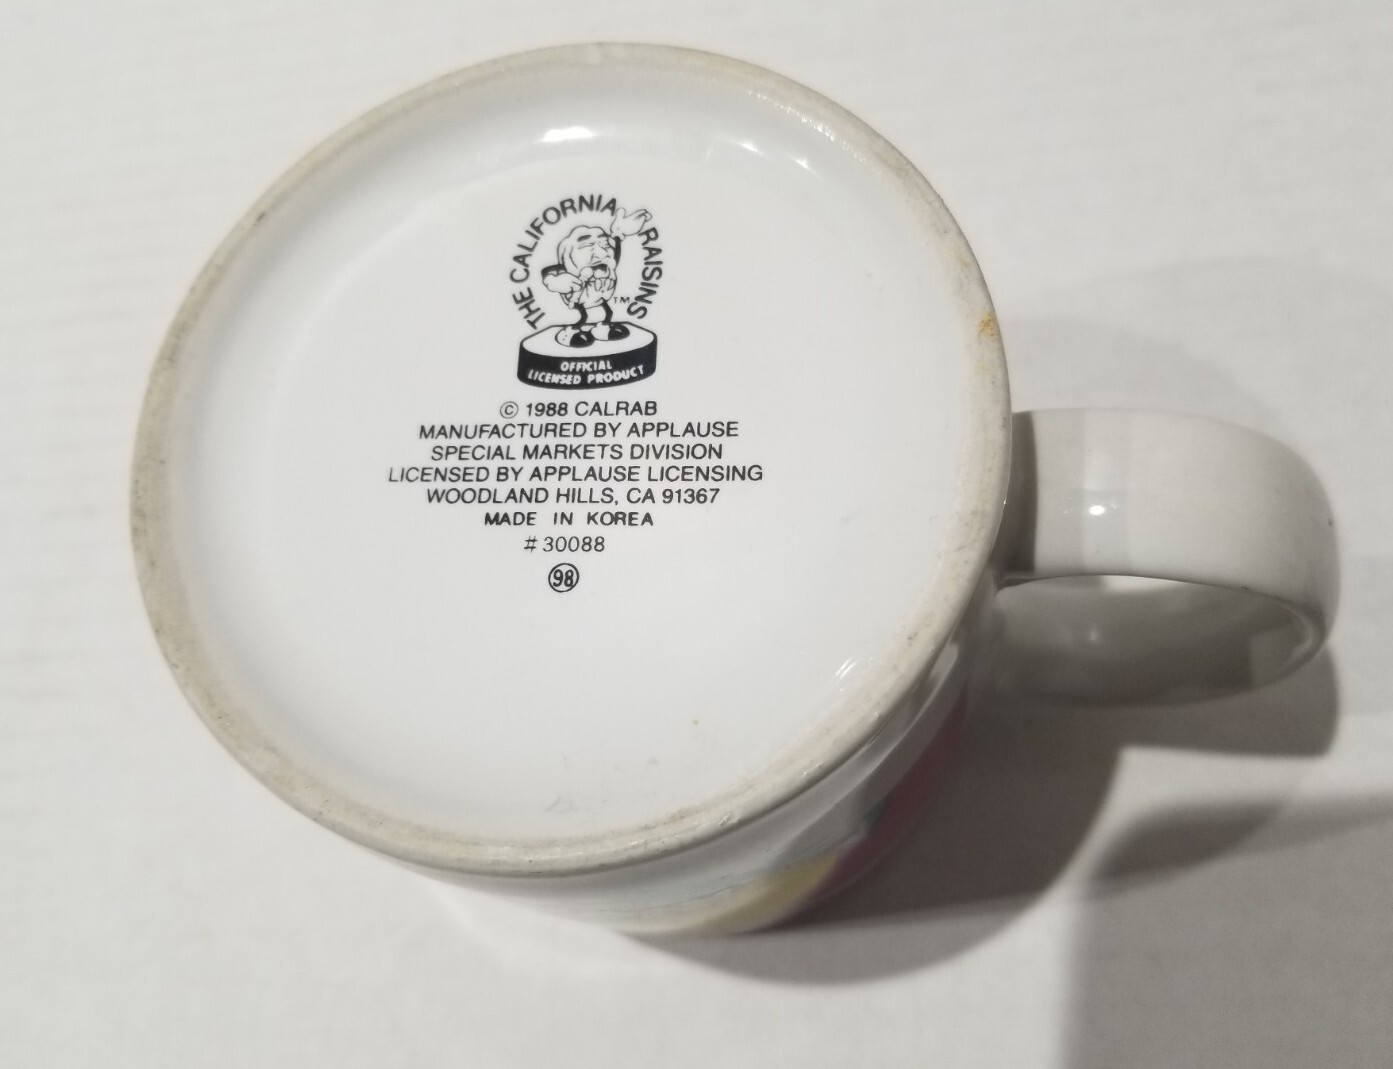 THE CALIFORNIA RAISINS
TM
OFFICIAL
LICENSED PRODUCT
© 1988 CALRAB
MANUFACTURED BY APPLAUSE
SPECIAL MARKETS DIVISION
LICENSED BY APPLAUSE LICENSING
WOODLAND HILLS, CA 91367
MADE IN KOREA
#30088
98